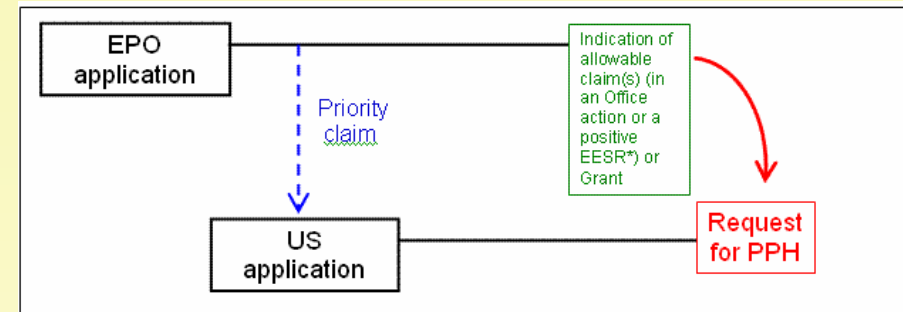 EPO
application
Indication of
allowable
claim(s) (in
an Office
action or a
positive
EESR*) or
Grant
Priority
claim
US
application
Request
for PPH